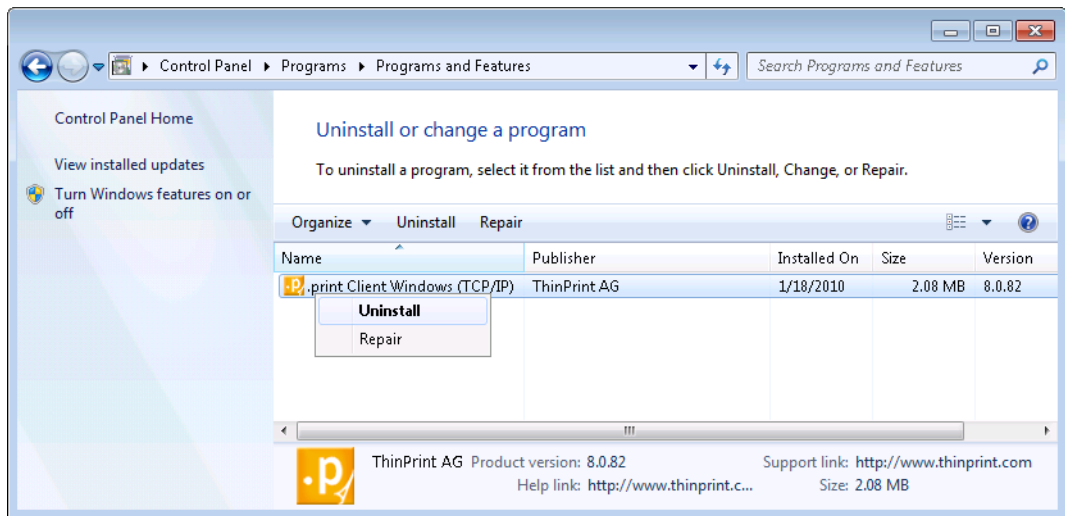 Control Panel ▸ Programs ▸ Programs and Features
Search Programs and Features
Control Panel Home
View installed updates
Turn Windows features on or
off
Uninstall or change a program
To uninstall a program, select it from the list and then click Uninstall, Change, or Repair.
Organize Uninstall Repair
Name Publisher Installed On Size Version
.print Client Windows (TCP/IP) ThinPrint AG 1/18/2010 2.08 MB 8.0.82
Uninstall
Repair
.p
ThinPrint AG Product version: 8.0.82 Support link: http://www.thinprint.com
Help link: http://www.thinprint.c... Size: 2.08 MB